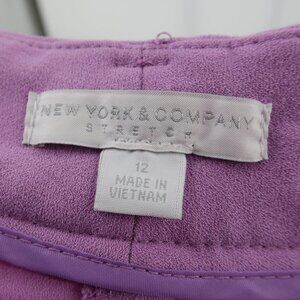 NEW YORK & COMPANY
STRETCH
12
MADE IN
VIETNAM